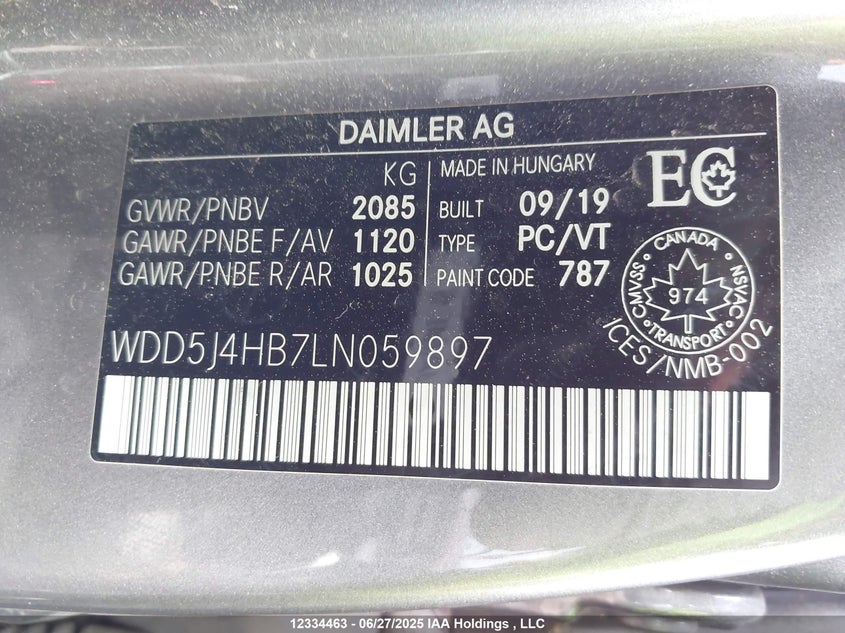 DAIMLER AG
KG
GVWR/PNBV 2085
GAWR/PNBE F/AV 1120
GAWR/PNBE R/AR 1025
MADE IN HUNGARY
BUILT 09/19
TYPE PC/VT
PAINT CODE 787
EC
CANADA
NSVAC
TRANSPORT
CMVSS
974
ICES/NMB-002
WDD5J4HB7LN059897
12334463 - 06/27/2025 IAA Holdings , LLC